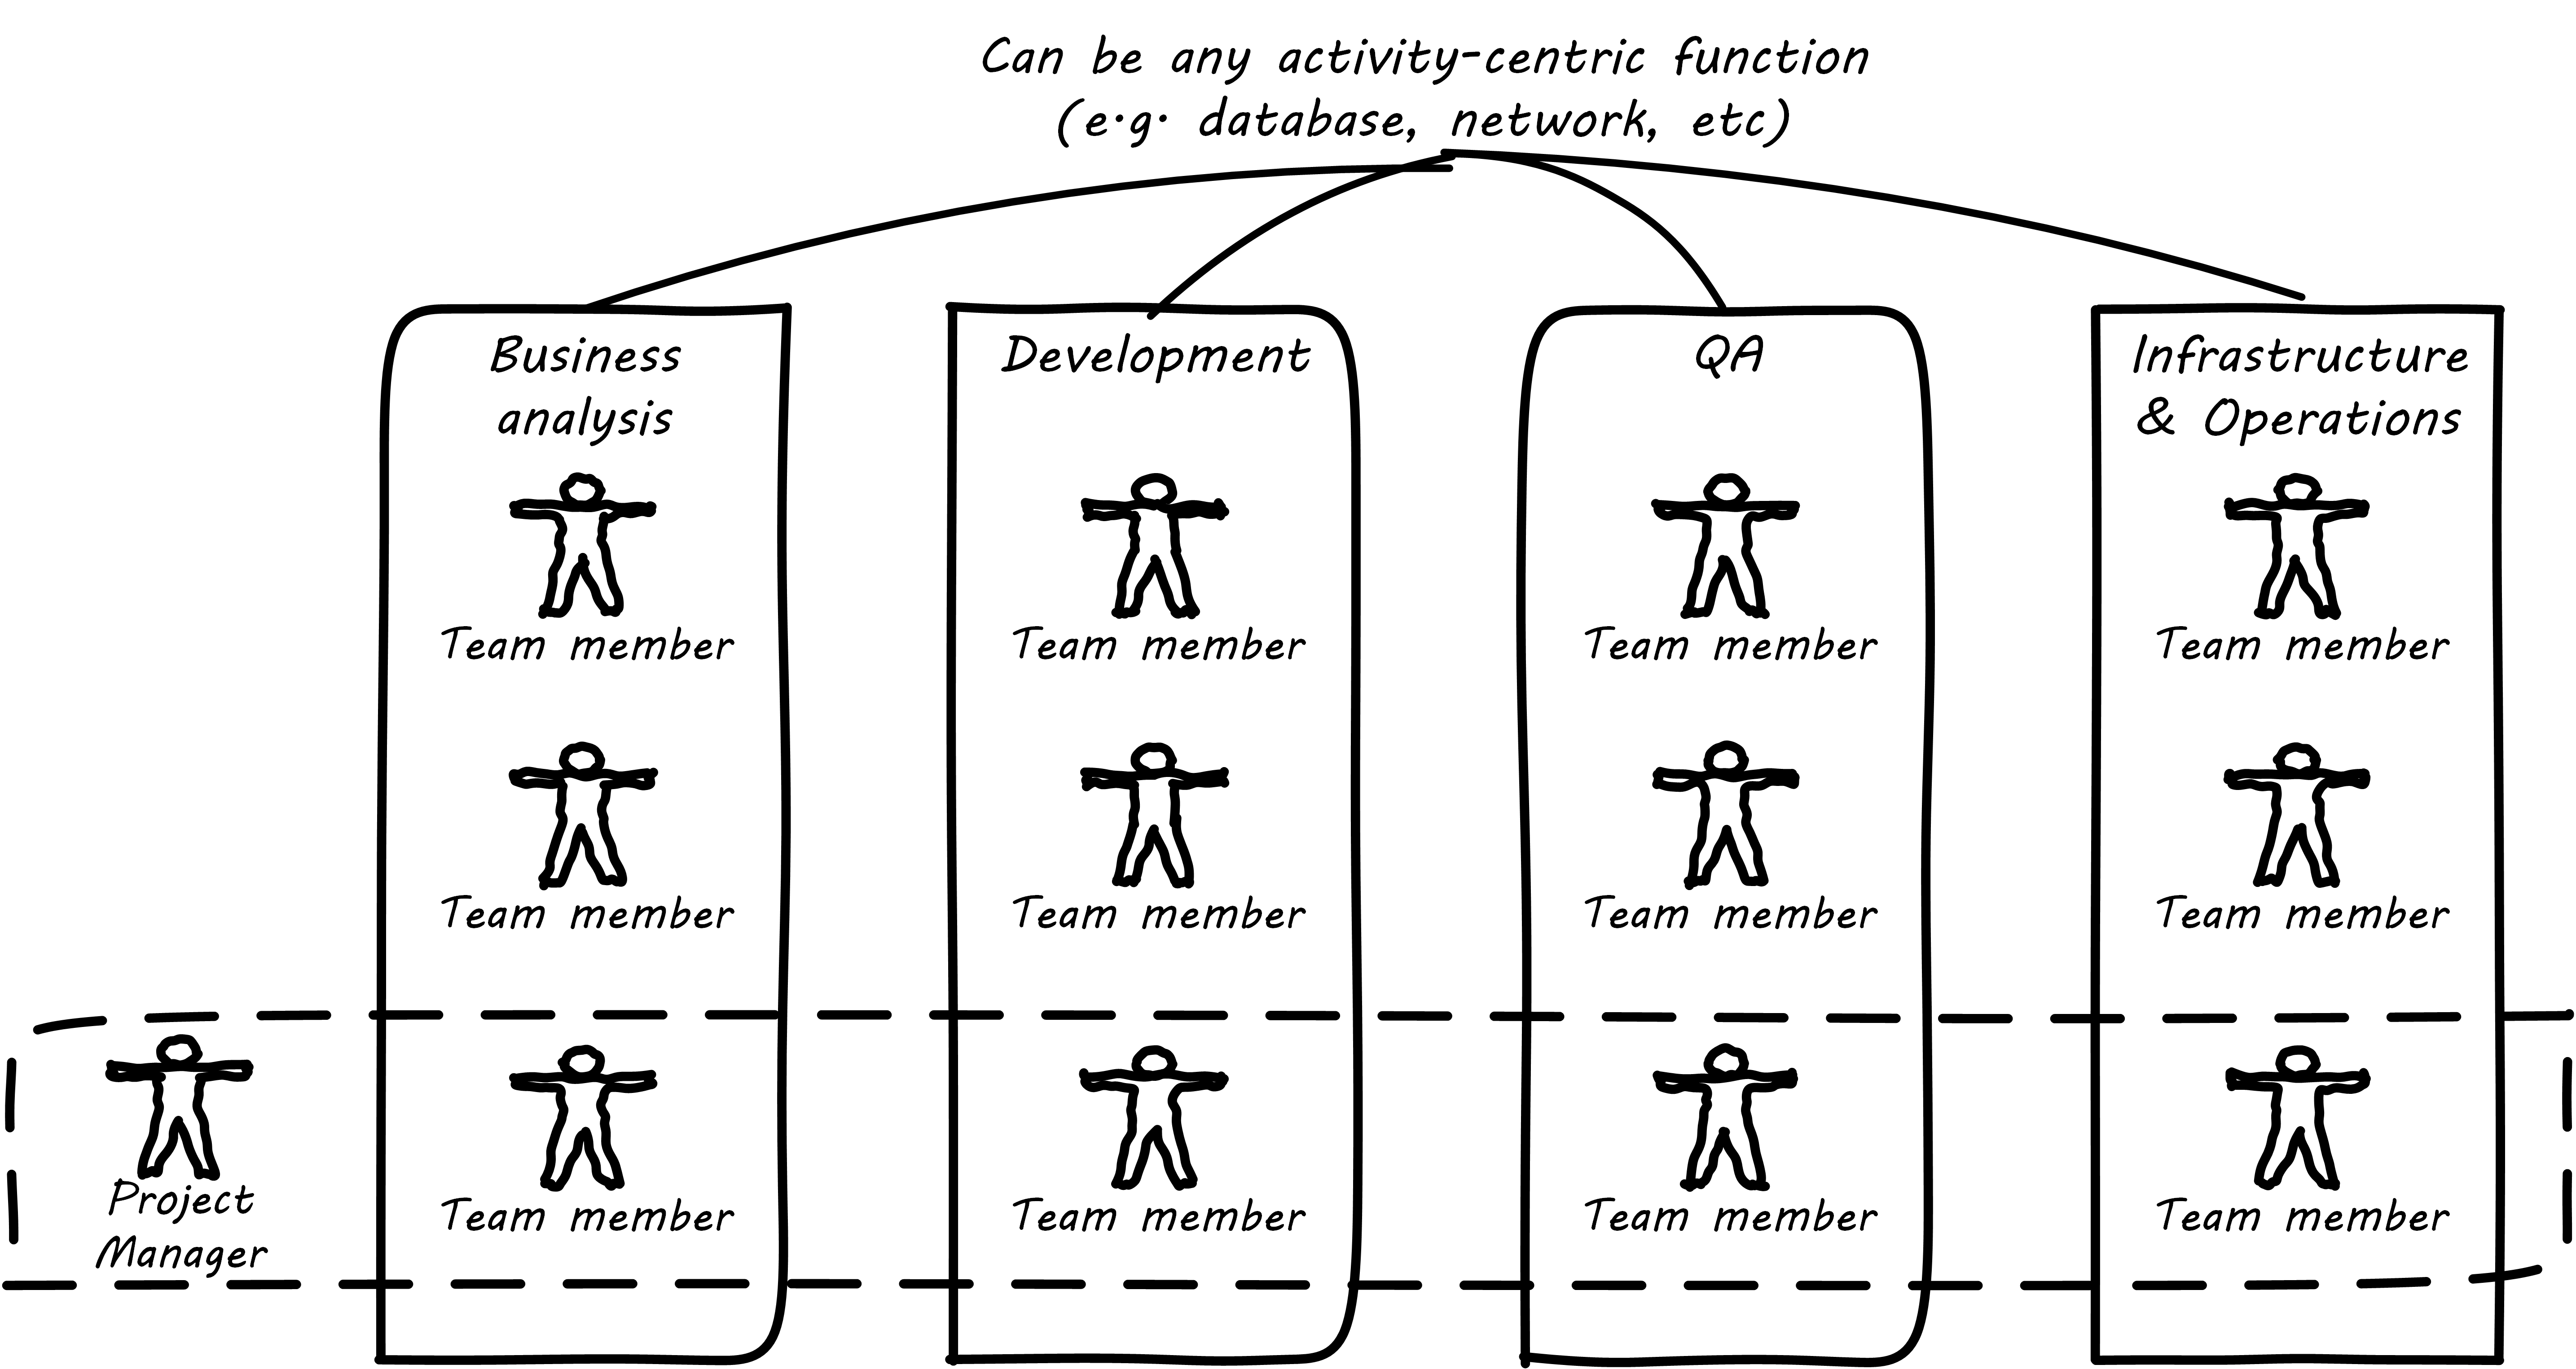 Can be any activity-centric function
(e.g. database, network, etc)
Business
analysis
Development
QA
Infrastructure
& Operations
Team member
Team member
Team member
Team member
Team member
Team member
Team member
Team member
Project
Manager
Team member
Team member
Team member
Team member